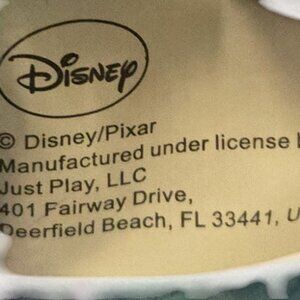 Disney
© Disney/Pixar
Manufactured under license
Just Play, LLC
401 Fairway Drive,
Deerfield Beach, FL 33441, U